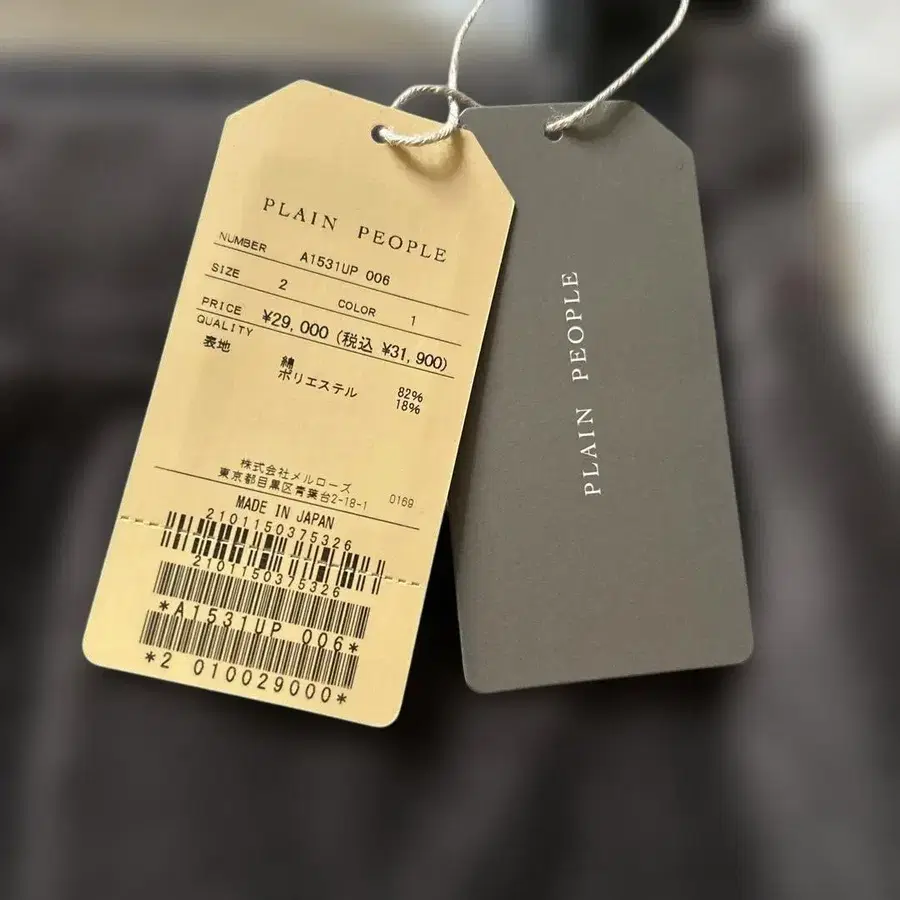 PLAIN PEOPLE
NUMBER A1531UP 006
SIZE 2 COLOR 1
PRICE ¥29,000 (税込 ¥31,900)
QUALITY
表地 綿 82%
ポリエステル 18%
株式会社メルローズ
東京都目黒区青葉台2-18-1 0169
MADE IN JAPAN
2101150375326
2101150375326
*A1531UP 006*
*2 010029000*
PLAIN PEOPLE